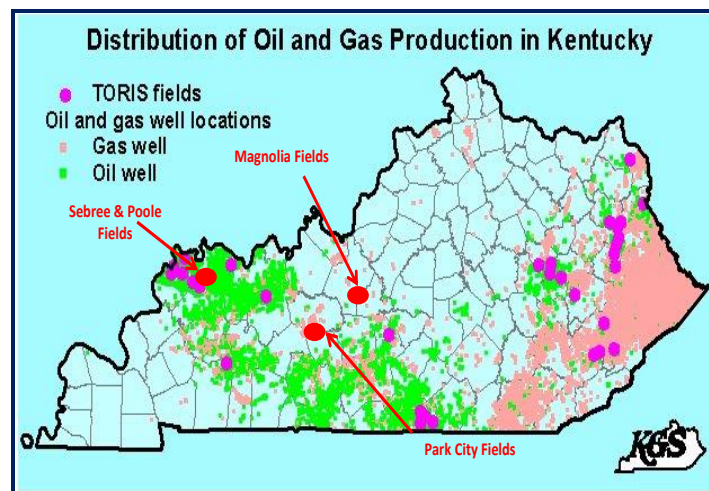 Distribution of Oil and Gas Production in Kentucky
TORIS fields
Oil and gas well locations
Gas well
Oil well
Magnolia Fields
Sebree & Poole
Fields
Park City Fields
KGS